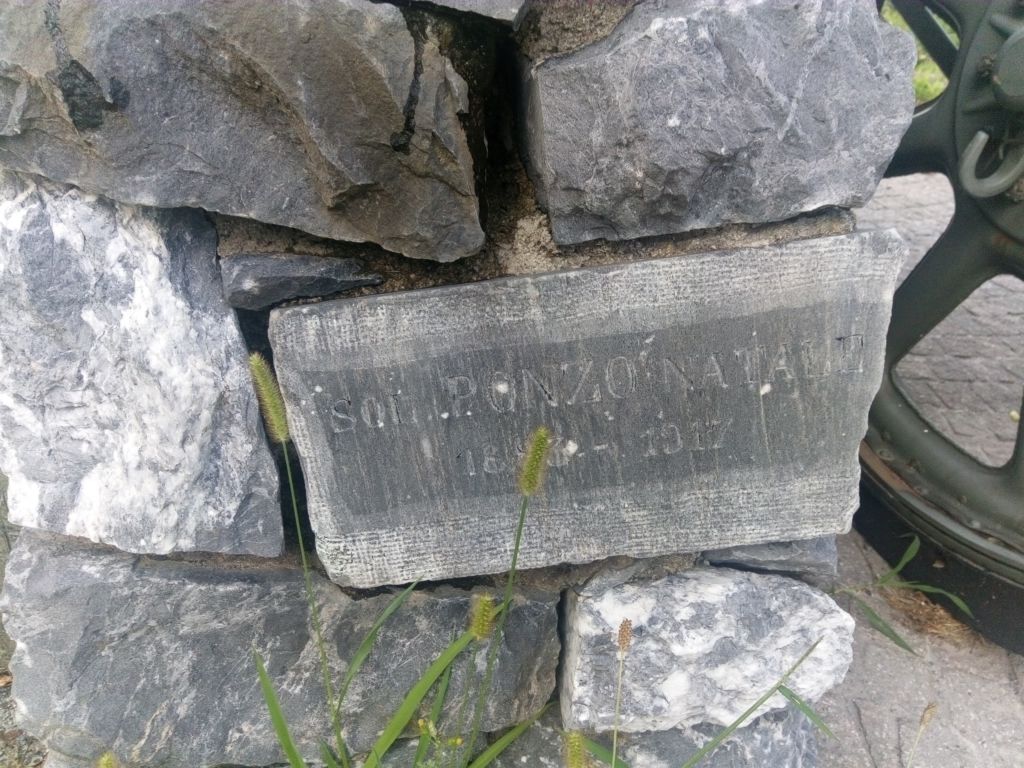 SOL. PONZO NATALE
- 1917